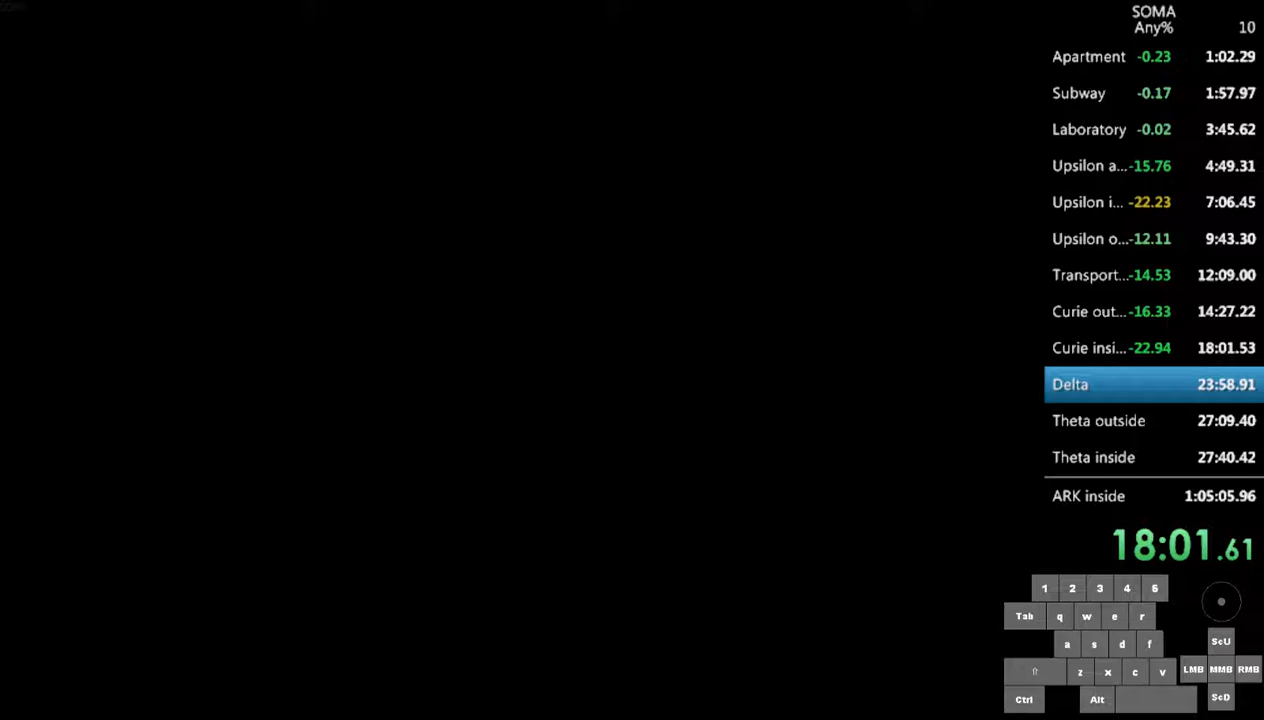 SOMA
Any% 10
Apartment -0.23 1:02.29
Subway -0.17 1:57.97
Laboratory -0.02 3:45.62
Upsilon a...-15.76 4:49.31
Upsilon i... -22.23 7:06.45
Upsilon o...-12.11 9:43.30
Transport...-14.53 12:09.00
Curie out...-16.33 14:27.22
Curie insi...-22.94 18:01.53
Delta 23:58.91
Theta outside 27:09.40
Theta inside 27:40.42
ARK inside 1:05:05.96
18:01.61
1 2 3 4 5
Tab q w e r
a s d f ScU
⇧ z x c v LMB MMB RMB
Ctrl Alt ScD